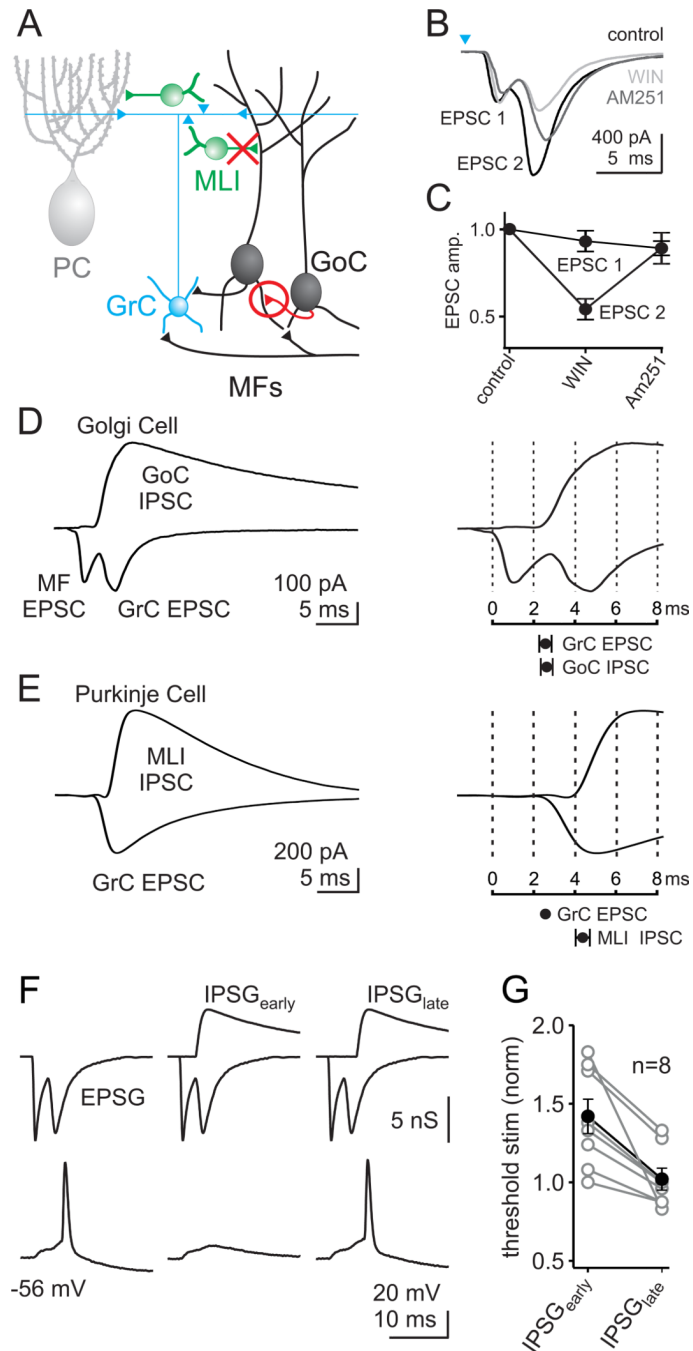 A
PC
MLI
GoC
GrC
MFs
B
control
WIN
AM251
EPSC 1
EPSC 2
400 pA
5 ms
C
EPSC amp.
1.0
0.5
EPSC 1
EPSC 2
control
WIN
Am251
D
Golgi Cell
GoC
IPSC
MF
EPSC
GrC EPSC
100 pA
5 ms
0 2 4 6 8 ms
GrC EPSC
GoC IPSC
E
Purkinje Cell
MLI
IPSC
GrC EPSC
200 pA
5 ms
0 2 4 6 8 ms
GrC EPSC
MLI IPSC
F
IPSGearly
IPSGlate
EPSG
5 nS
-56 mV
20 mV
10 ms
G
threshold stim (norm)
2.0
1.5
1.0
0.5
n=8
IPSGearly
IPSGlate